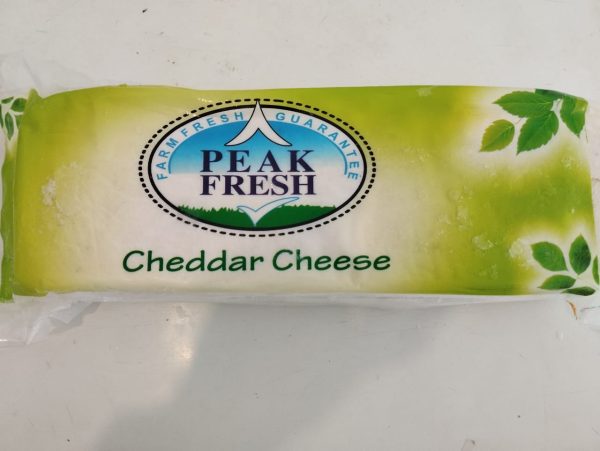 FARM FRESH GUARANTEE
PEAK
FRESH
Cheddar Cheese